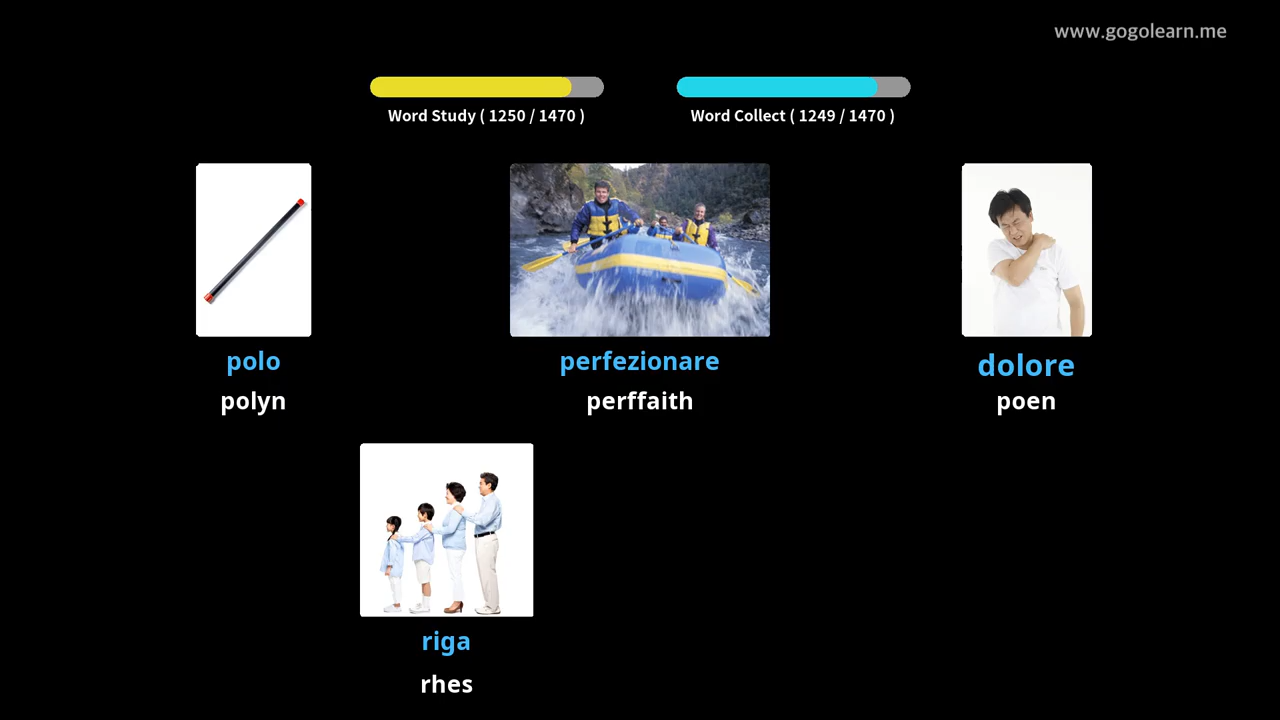 www.gogolearn.me
Word Study ( 1250 / 1470 )
Word Collect ( 1249 / 1470 )
polo
polyn
perfezionare
perffaith
dolore
poen
riga
rhes